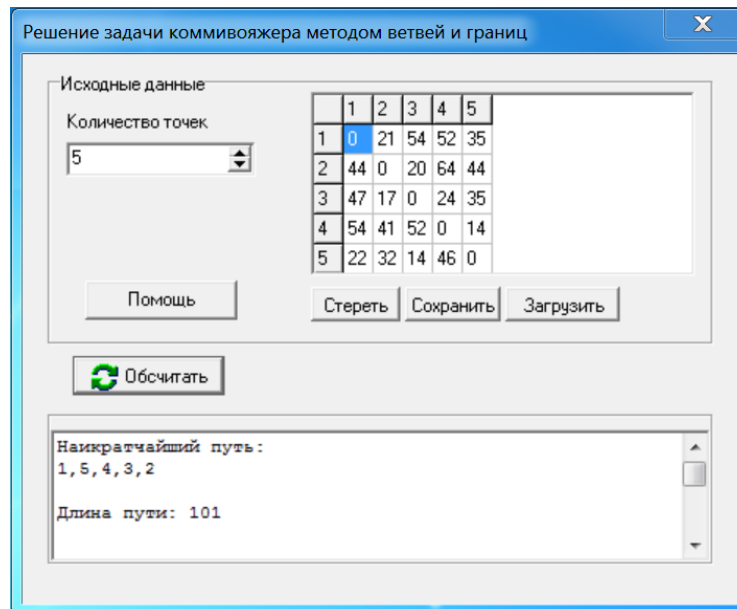 Решение задачи коммивояжера методом ветвей и границ
X
Исходные данные
Количество точек
5
1 2 3 4 5
1 0 21 54 52 35
2 44 0 20 64 44
3 47 17 0 24 35
4 54 41 52 0 14
5 22 32 14 46 0
Помощь
Стереть
Сохранить
Загрузить
Обсчитать
Наикратчайший путь:
1,5,4,3,2
Длина пути: 101